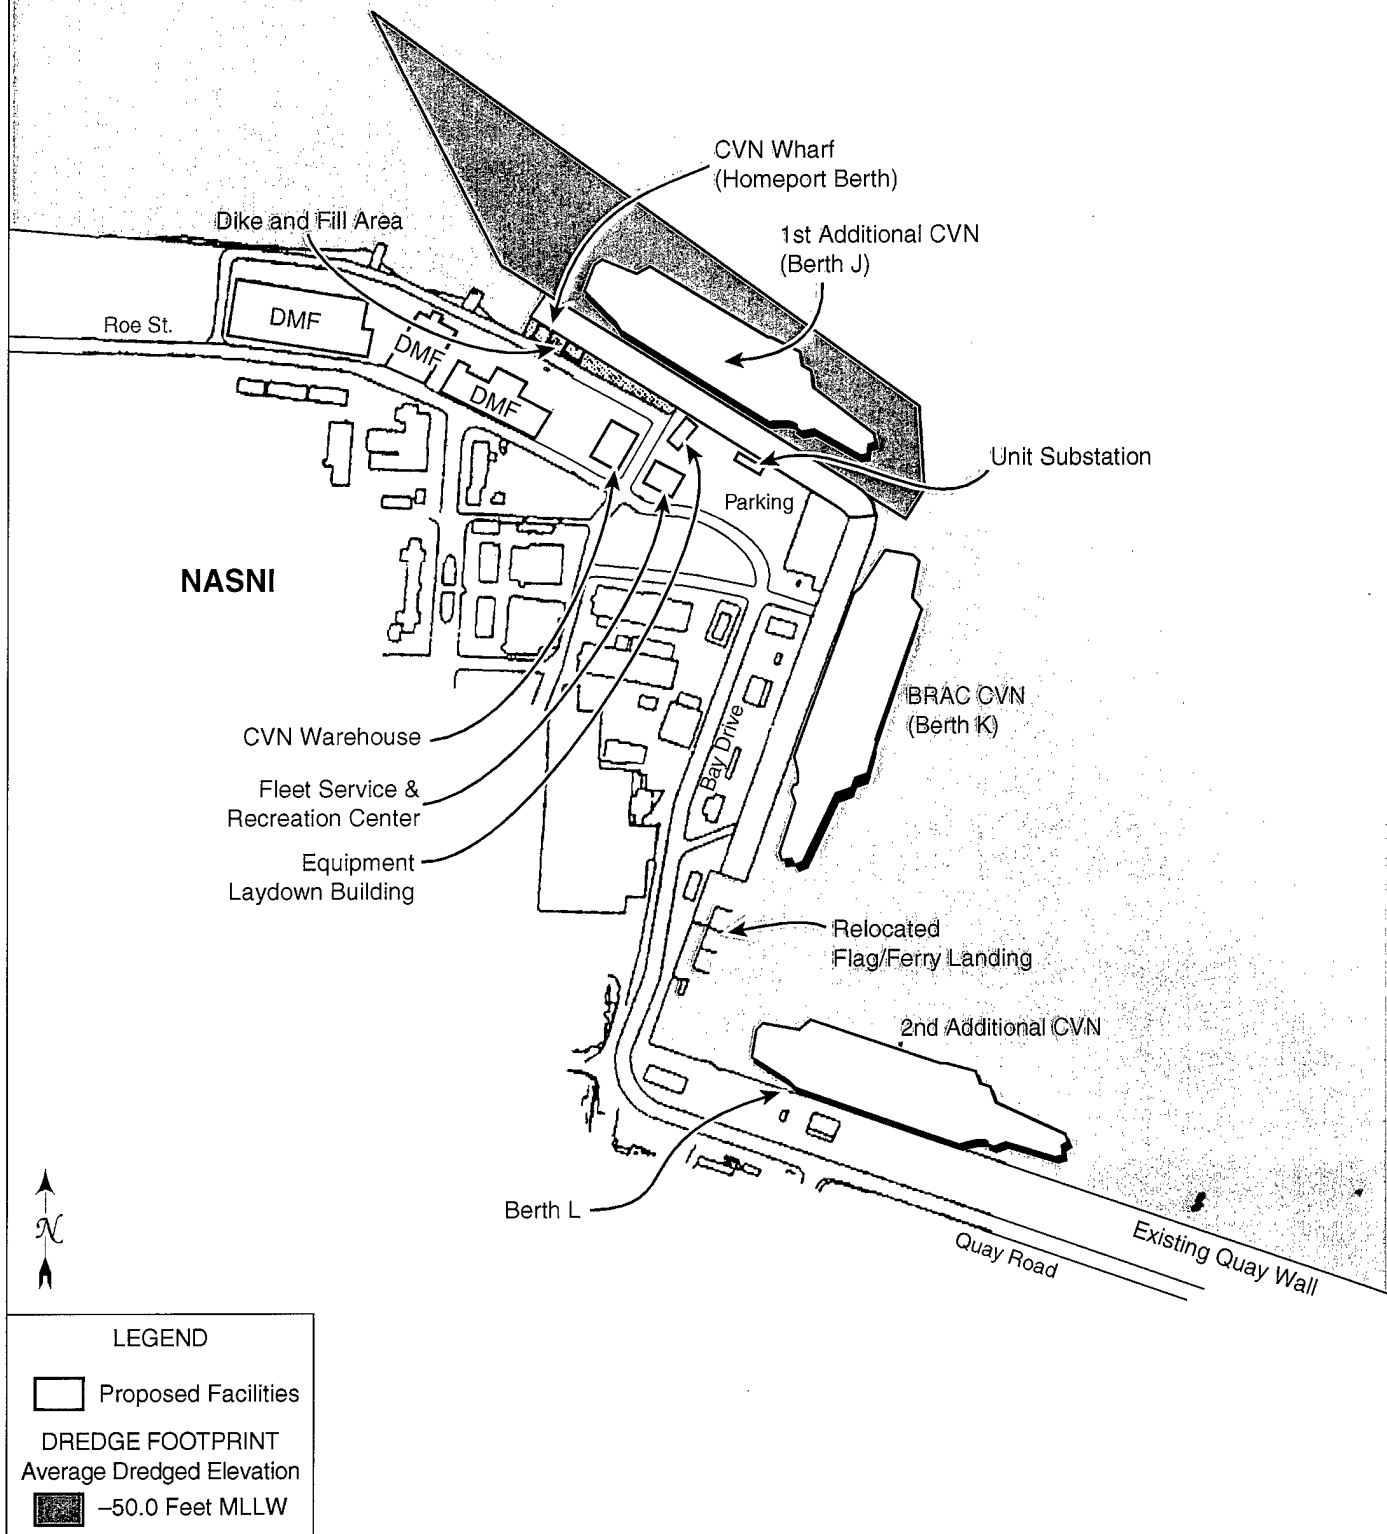 CVN Wharf
(Homeport Berth)
Dike and Fill Area
1st Additional CVN
(Berth J)
DMF
Roe St.
DMF
DMF
Unit Substation
Parking
NASNI
BRAC CVN
(Berth K)
Bay Drive
CVN Warehouse
Fleet Service &
Recreation Center
Equipment
Laydown Building
Relocated
Flag/Ferry Landing
2nd Additional CVN
Berth L
N
Existing Quay Wall
Quay Road
LEGEND
Proposed Facilities
DREDGE FOOTPRINT
Average Dredged Elevation
–50.0 Feet MLLW